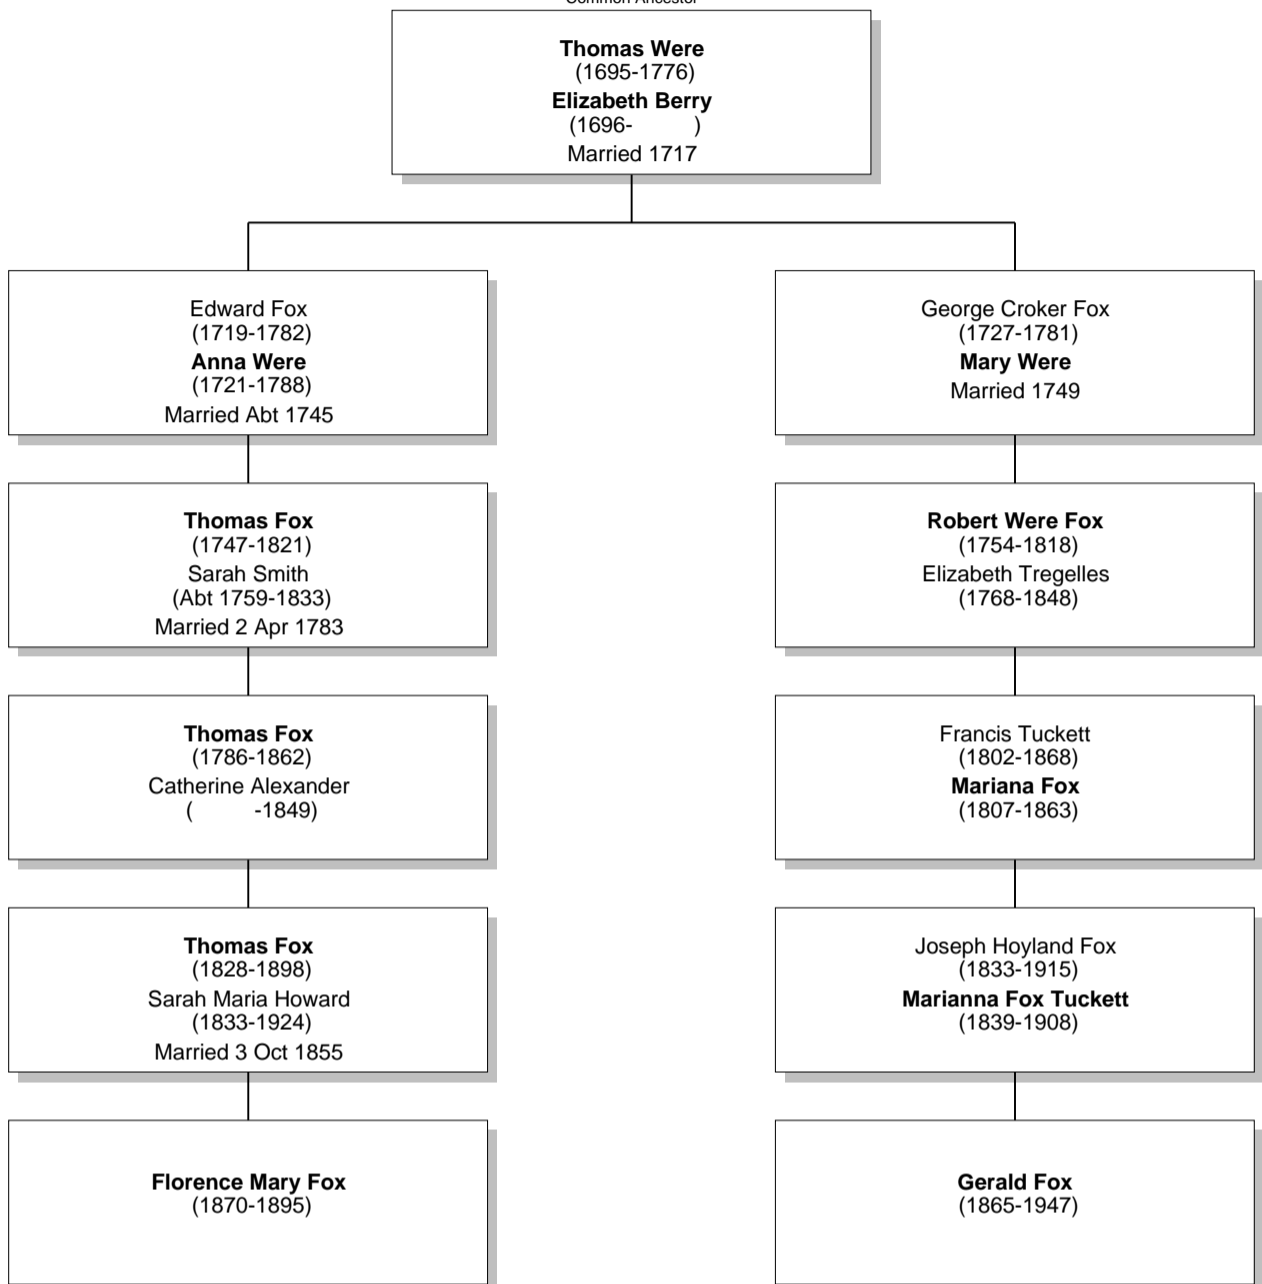 Common Ancestor
Thomas Were
(1695-1776)
Elizabeth Berry
(1696- )
Married 1717
Edward Fox
(1719-1782)
Anna Were
(1721-1788)
Married Abt 1745
George Croker Fox
(1727-1781)
Mary Were
Married 1749
Thomas Fox
(1747-1821)
Sarah Smith
(Abt 1759-1833)
Married 2 Apr 1783
Robert Were Fox
(1754-1818)
Elizabeth Tregelles
(1768-1848)
Thomas Fox
(1786-1862)
Catherine Alexander
( -1849)
Francis Tuckett
(1802-1868)
Mariana Fox
(1807-1863)
Thomas Fox
(1828-1898)
Sarah Maria Howard
(1833-1924)
Married 3 Oct 1855
Joseph Hoyland Fox
(1833-1915)
Marianna Fox Tuckett
(1839-1908)
Florence Mary Fox
(1870-1895)
Gerald Fox
(1865-1947)